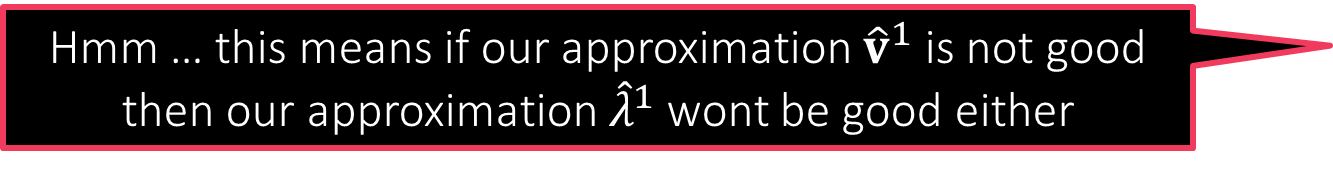 Hmm … this means if our approximation 𝐯̂¹ is not good
then our approximation 𝜆̂¹ wont be good either